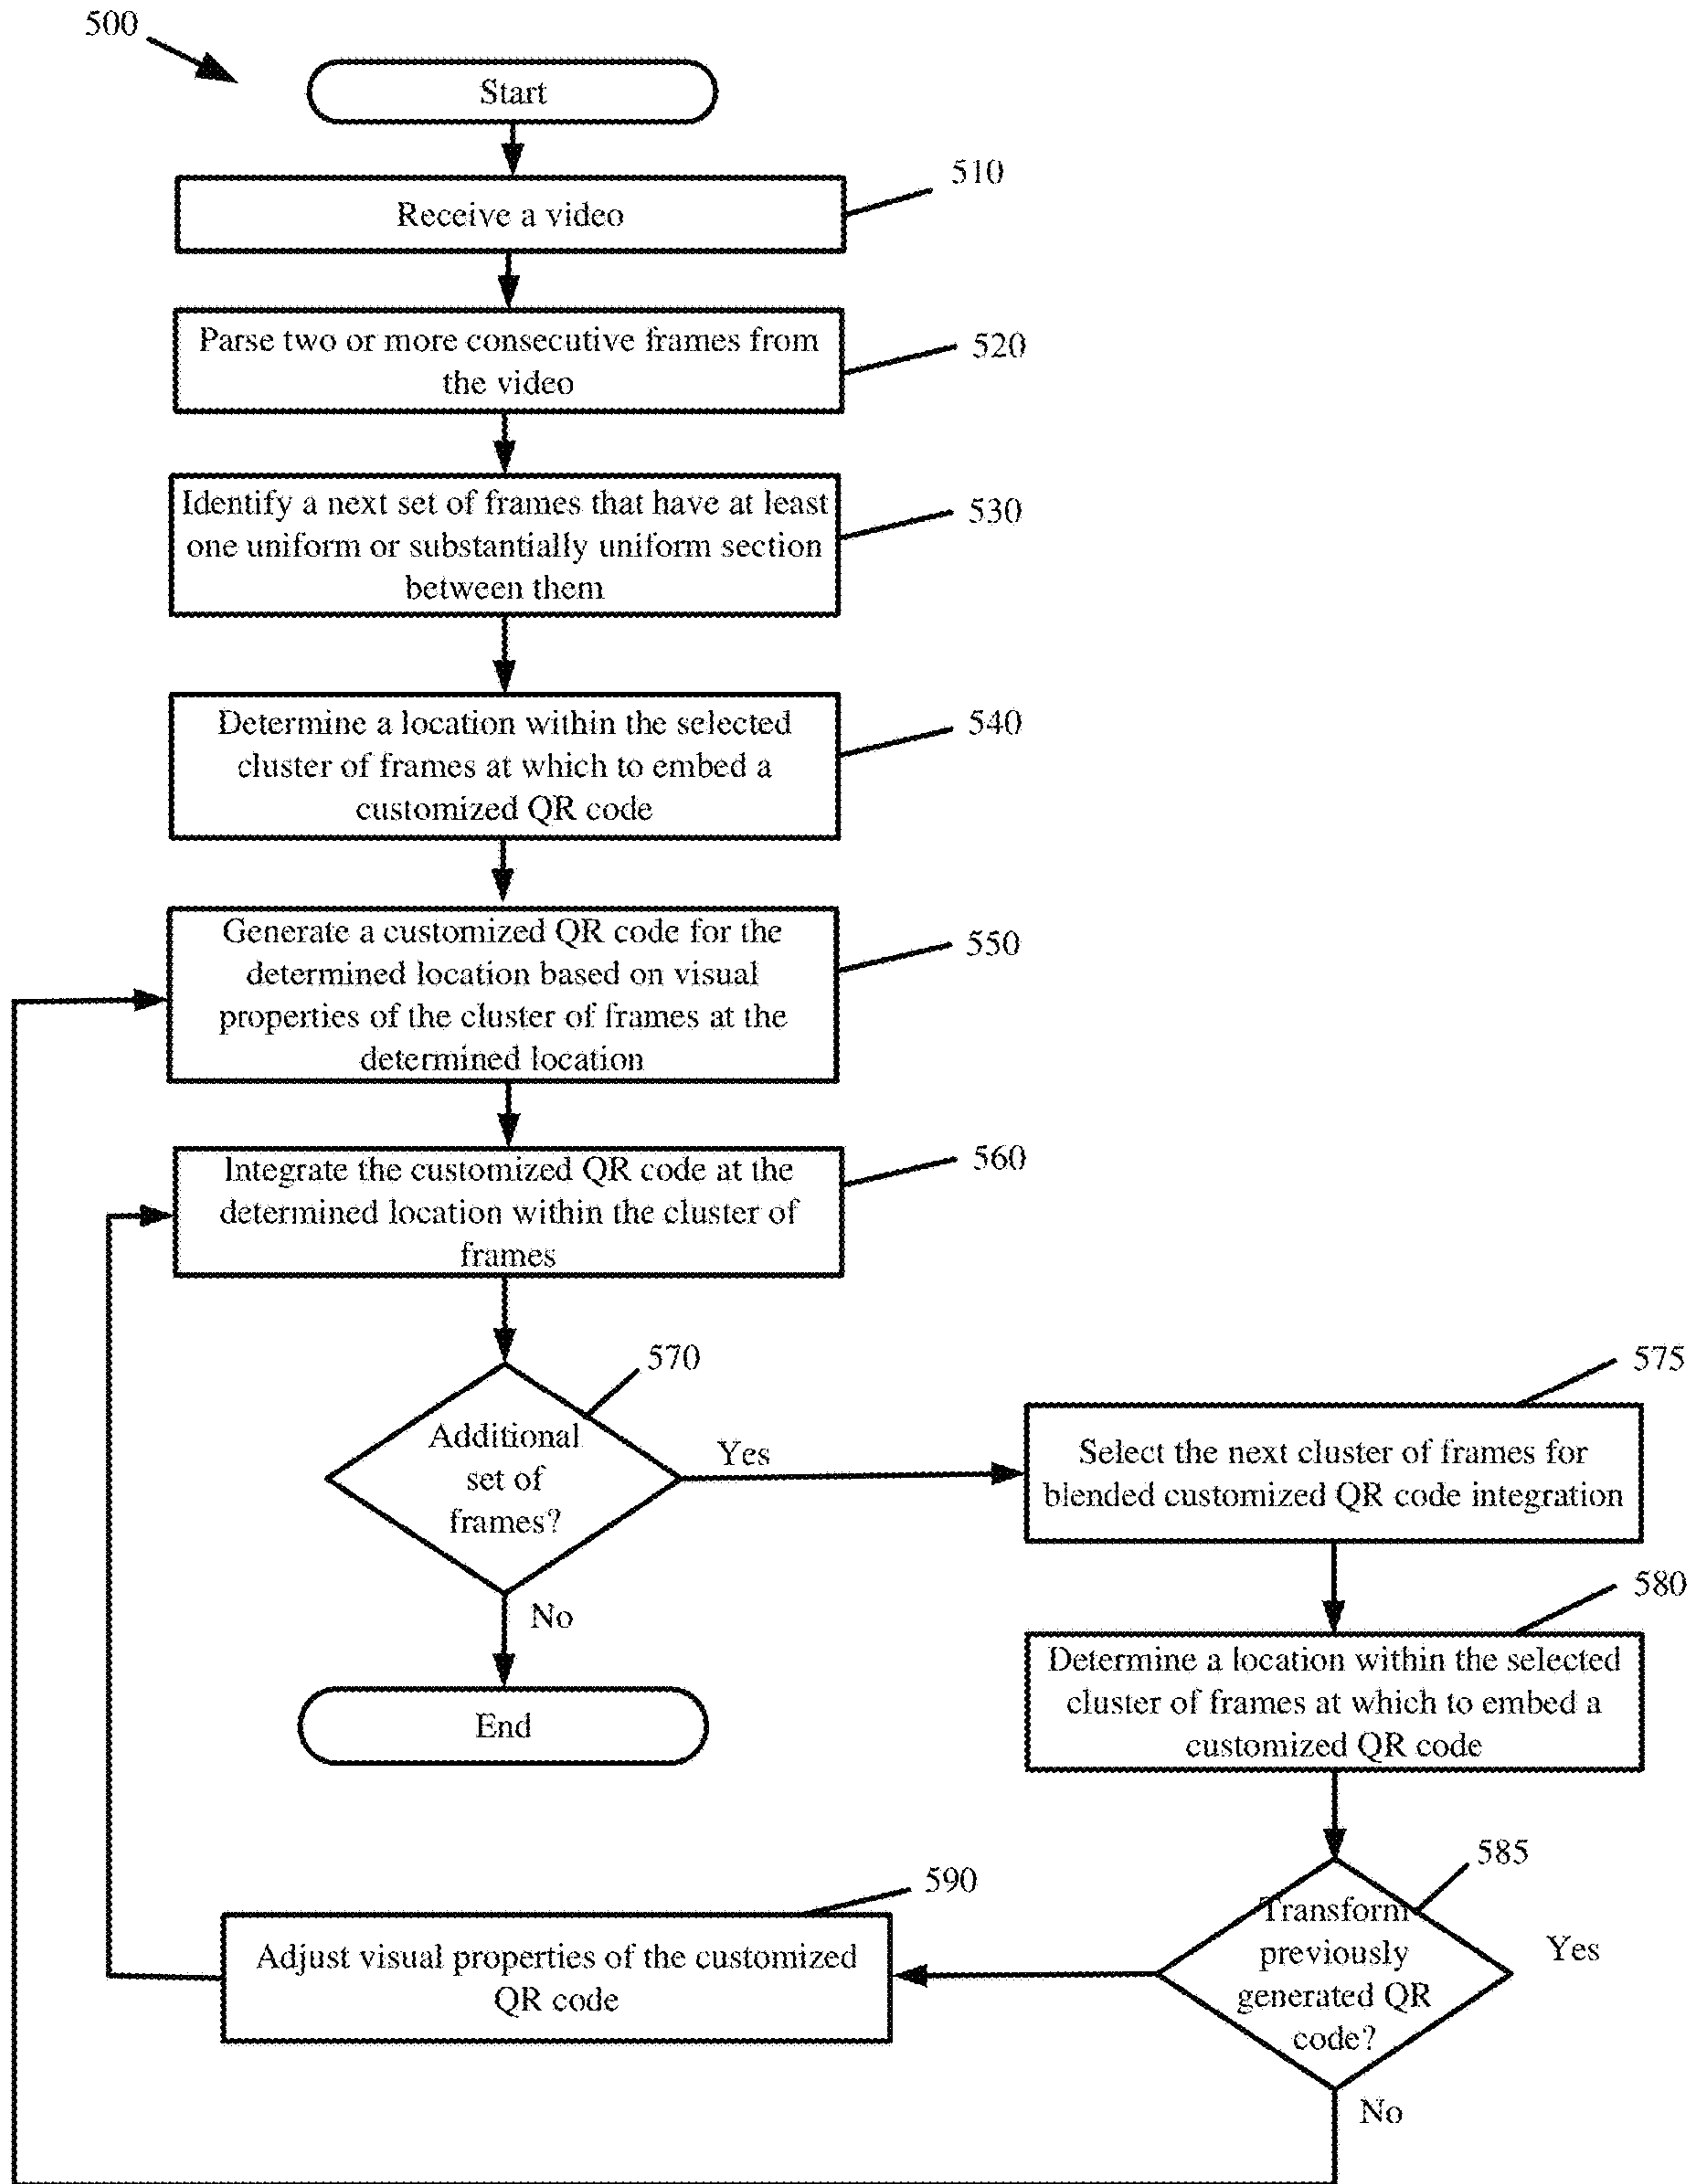 500
Start
510
Receive a video
Parse two or more consecutive frames from
the video
520
Identify a next set of frames that have at least
one uniform or substantially uniform section
between them
530
Determine a location within the selected
cluster of frames at which to embed a
customized QR code
540
Generate a customized QR code for the
determined location based on visual
properties of the cluster of frames at the
determined location
550
Integrate the customized QR code at the
determined location within the cluster of
frames
560
570
Additional
set of
frames?
Yes
No
End
575
Select the next cluster of frames for
blended customized QR code integration
580
Determine a location within the selected
cluster of frames at which to embed a
customized QR code
585
Transform
previously
generated QR
code?
Yes
No
590
Adjust visual properties of the customized
QR code